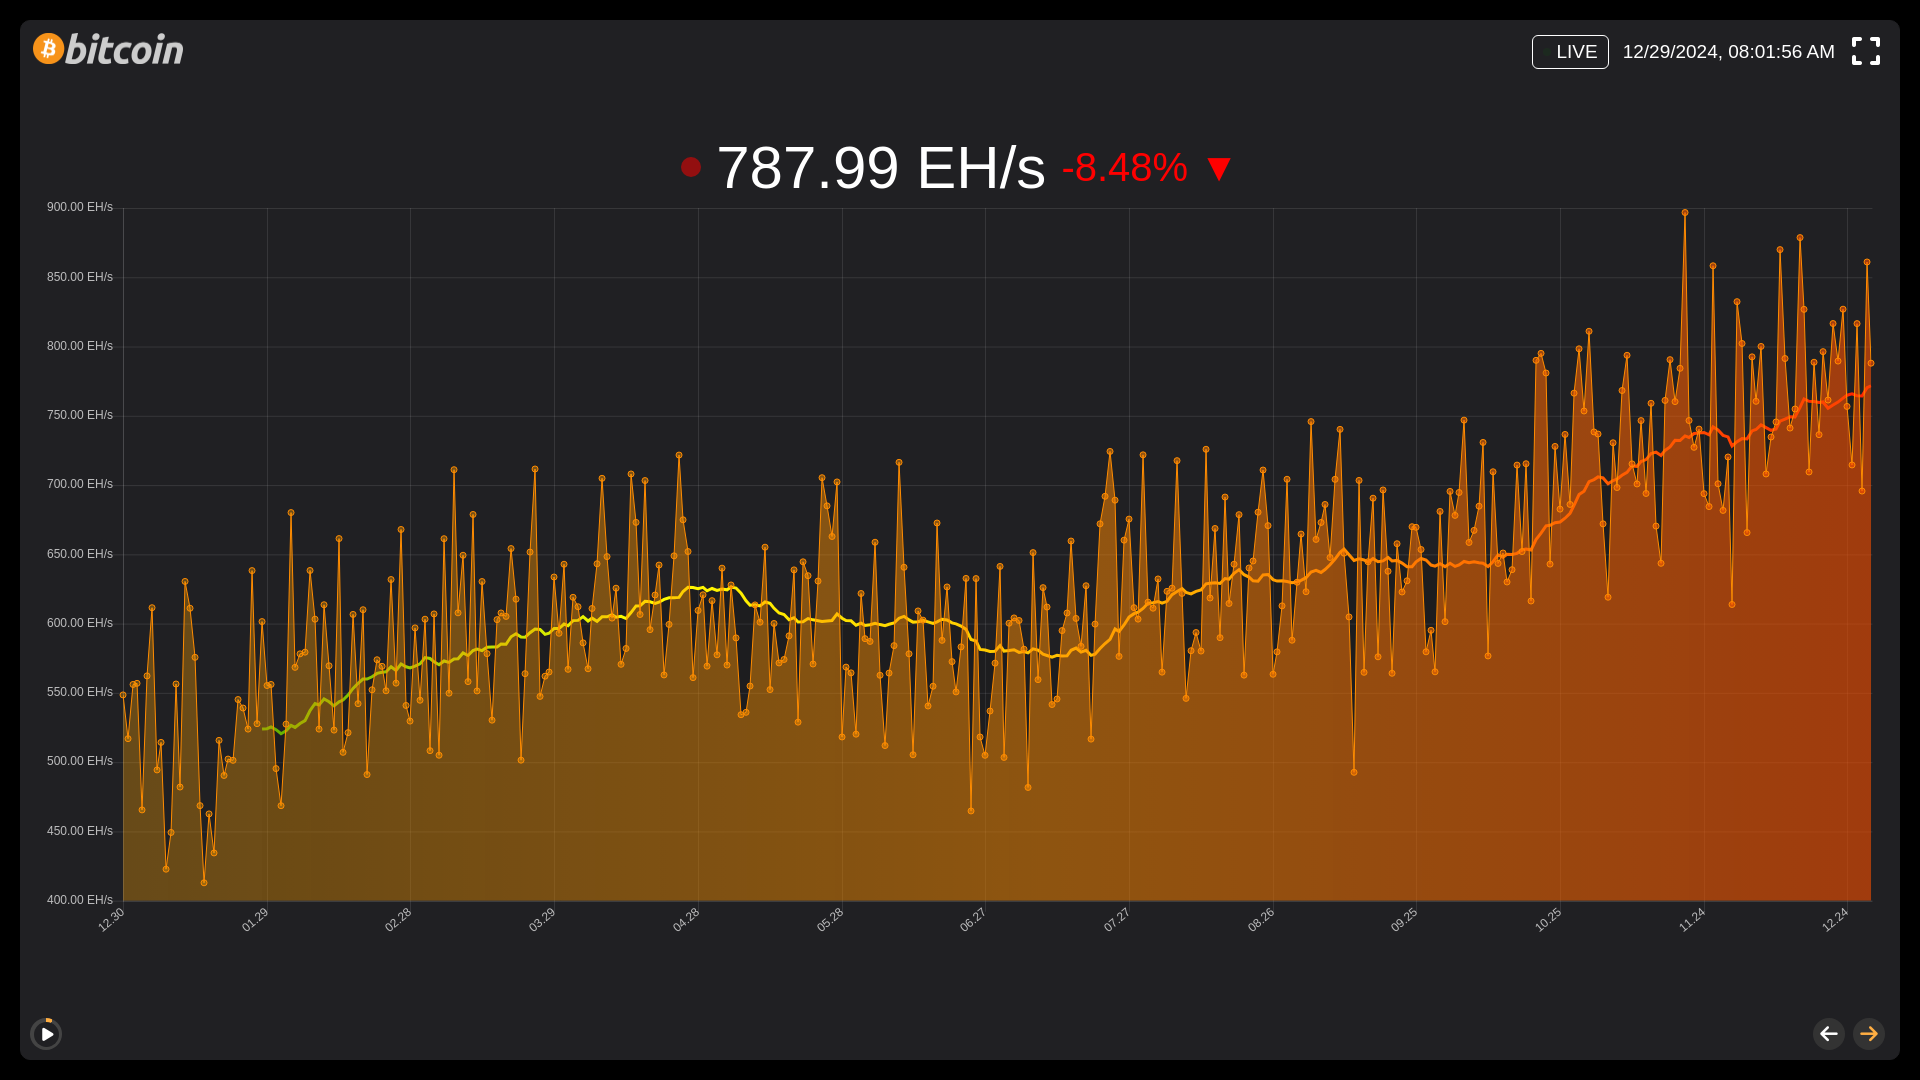 bitcoin
LIVE 12/29/2024, 08:01:56 AM
787.99 EH/s -8.48% ▼
900.00 EH/s
850.00 EH/s
800.00 EH/s
750.00 EH/s
700.00 EH/s
650.00 EH/s
600.00 EH/s
550.00 EH/s
500.00 EH/s
450.00 EH/s
400.00 EH/s
12.30 01.29 02.28 03.29 04.28 05.28 06.27 07.27 08.26 09.25 10.25 11.24 12.24